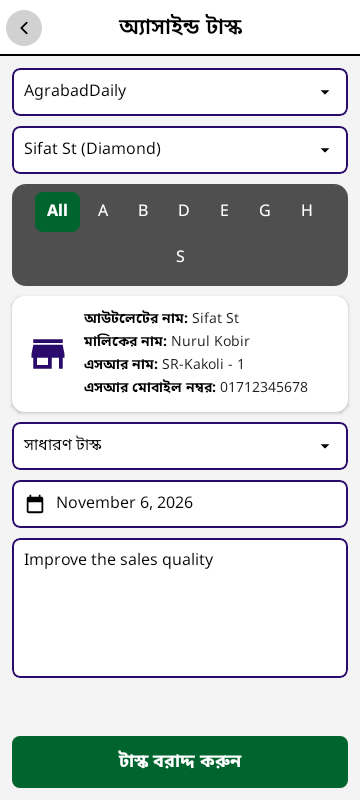 অ্যাসাইন্ড টাস্ক
AgrabadDaily
Sifat St (Diamond)
All A B D E G H
S
আউটলেটের নাম: Sifat St
মালিকের নাম: Nurul Kobir
এসআর নাম: SR-Kakoli - 1
এসআর মোবাইল নম্বর: 01712345678
সাধারণ টাস্ক
November 6, 2026
Improve the sales quality
টাস্ক বরাদ্দ করুন